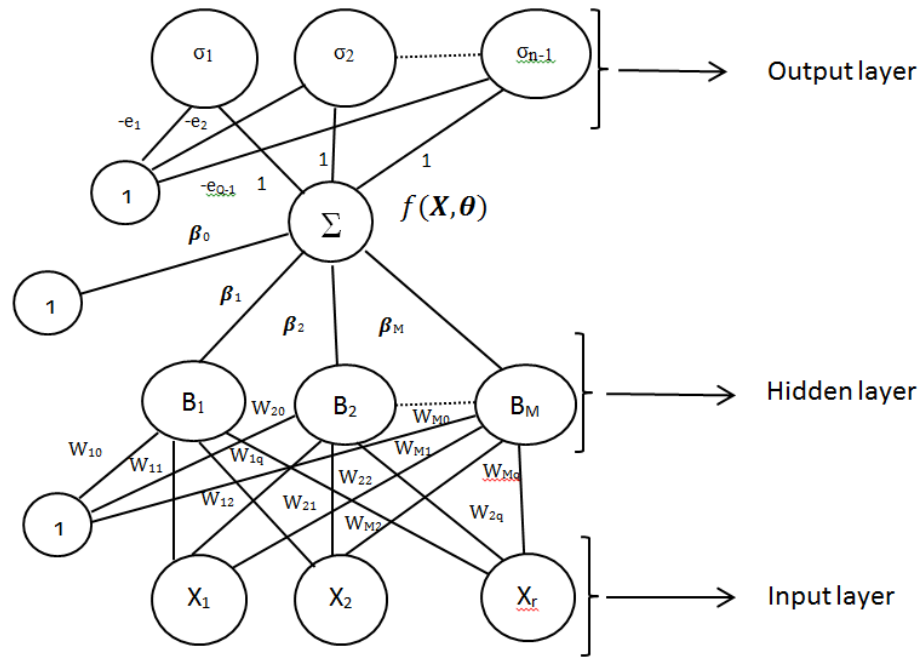 σ1 σ2 σn-1 Output layer
-e1 -e2
1 1 1
-eQ-1 1
Σ f(X,θ)
β0
1
β1 β2 βM
B1 B2 BM Hidden layer
W20 WM0
W10 W11 W1q WM1
W12 W21 W22 WMq
1 WM2 W2q
X1 X2 Xr Input layer